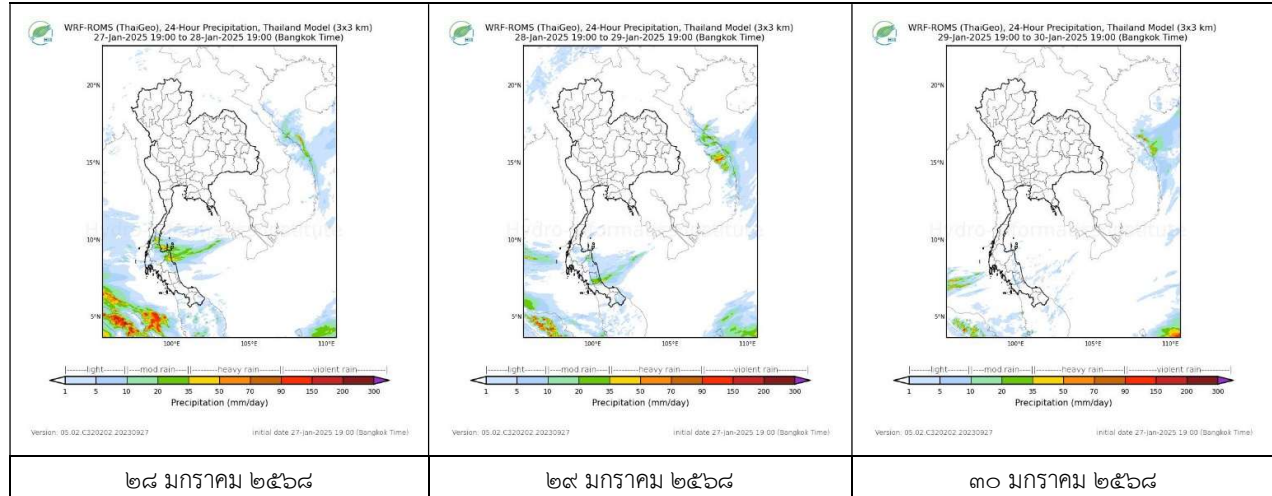 WRF-ROMS (ThaiGeo), 24-Hour Precipitation, Thailand Model (3x3 km)
27-Jan-2025 19:00 to 28-Jan-2025 19:00 (Bangkok Time)
20°N
15°N
10°N
5°N
100°E 105°E 110°E
light mod rain heavy rain violent rain
1 5 10 20 35 50 70 90 150 200 300
Precipitation (mm/day)
Version: 05.02.C320202.20230927 initial date 27-Jan-2025 19:00 (Bangkok Time)
๒๘ มกราคม ๒๕๖๘
WRF-ROMS (ThaiGeo), 24-Hour Precipitation, Thailand Model (3x3 km)
28-Jan-2025 19:00 to 29-Jan-2025 19:00 (Bangkok Time)
20°N
15°N
10°N
5°N
100°E 105°E 110°E
light mod rain heavy rain violent rain
1 5 10 20 35 50 70 90 150 200 300
Precipitation (mm/day)
Version: 05.02.C320202.20230927 initial date 27-Jan-2025 19:00 (Bangkok Time)
๒๙ มกราคม ๒๕๖๘
WRF-ROMS (ThaiGeo), 24-Hour Precipitation, Thailand Model (3x3 km)
29-Jan-2025 19:00 to 30-Jan-2025 19:00 (Bangkok Time)
20°N
15°N
10°N
5°N
100°E 105°E 110°E
light mod rain heavy rain violent rain
1 5 10 20 35 50 70 90 150 200 300
Precipitation (mm/day)
Version: 05.02.C320202.20230927 initial date 27-Jan-2025 19:00 (Bangkok Time)
๓๐ มกราคม ๒๕๖๘